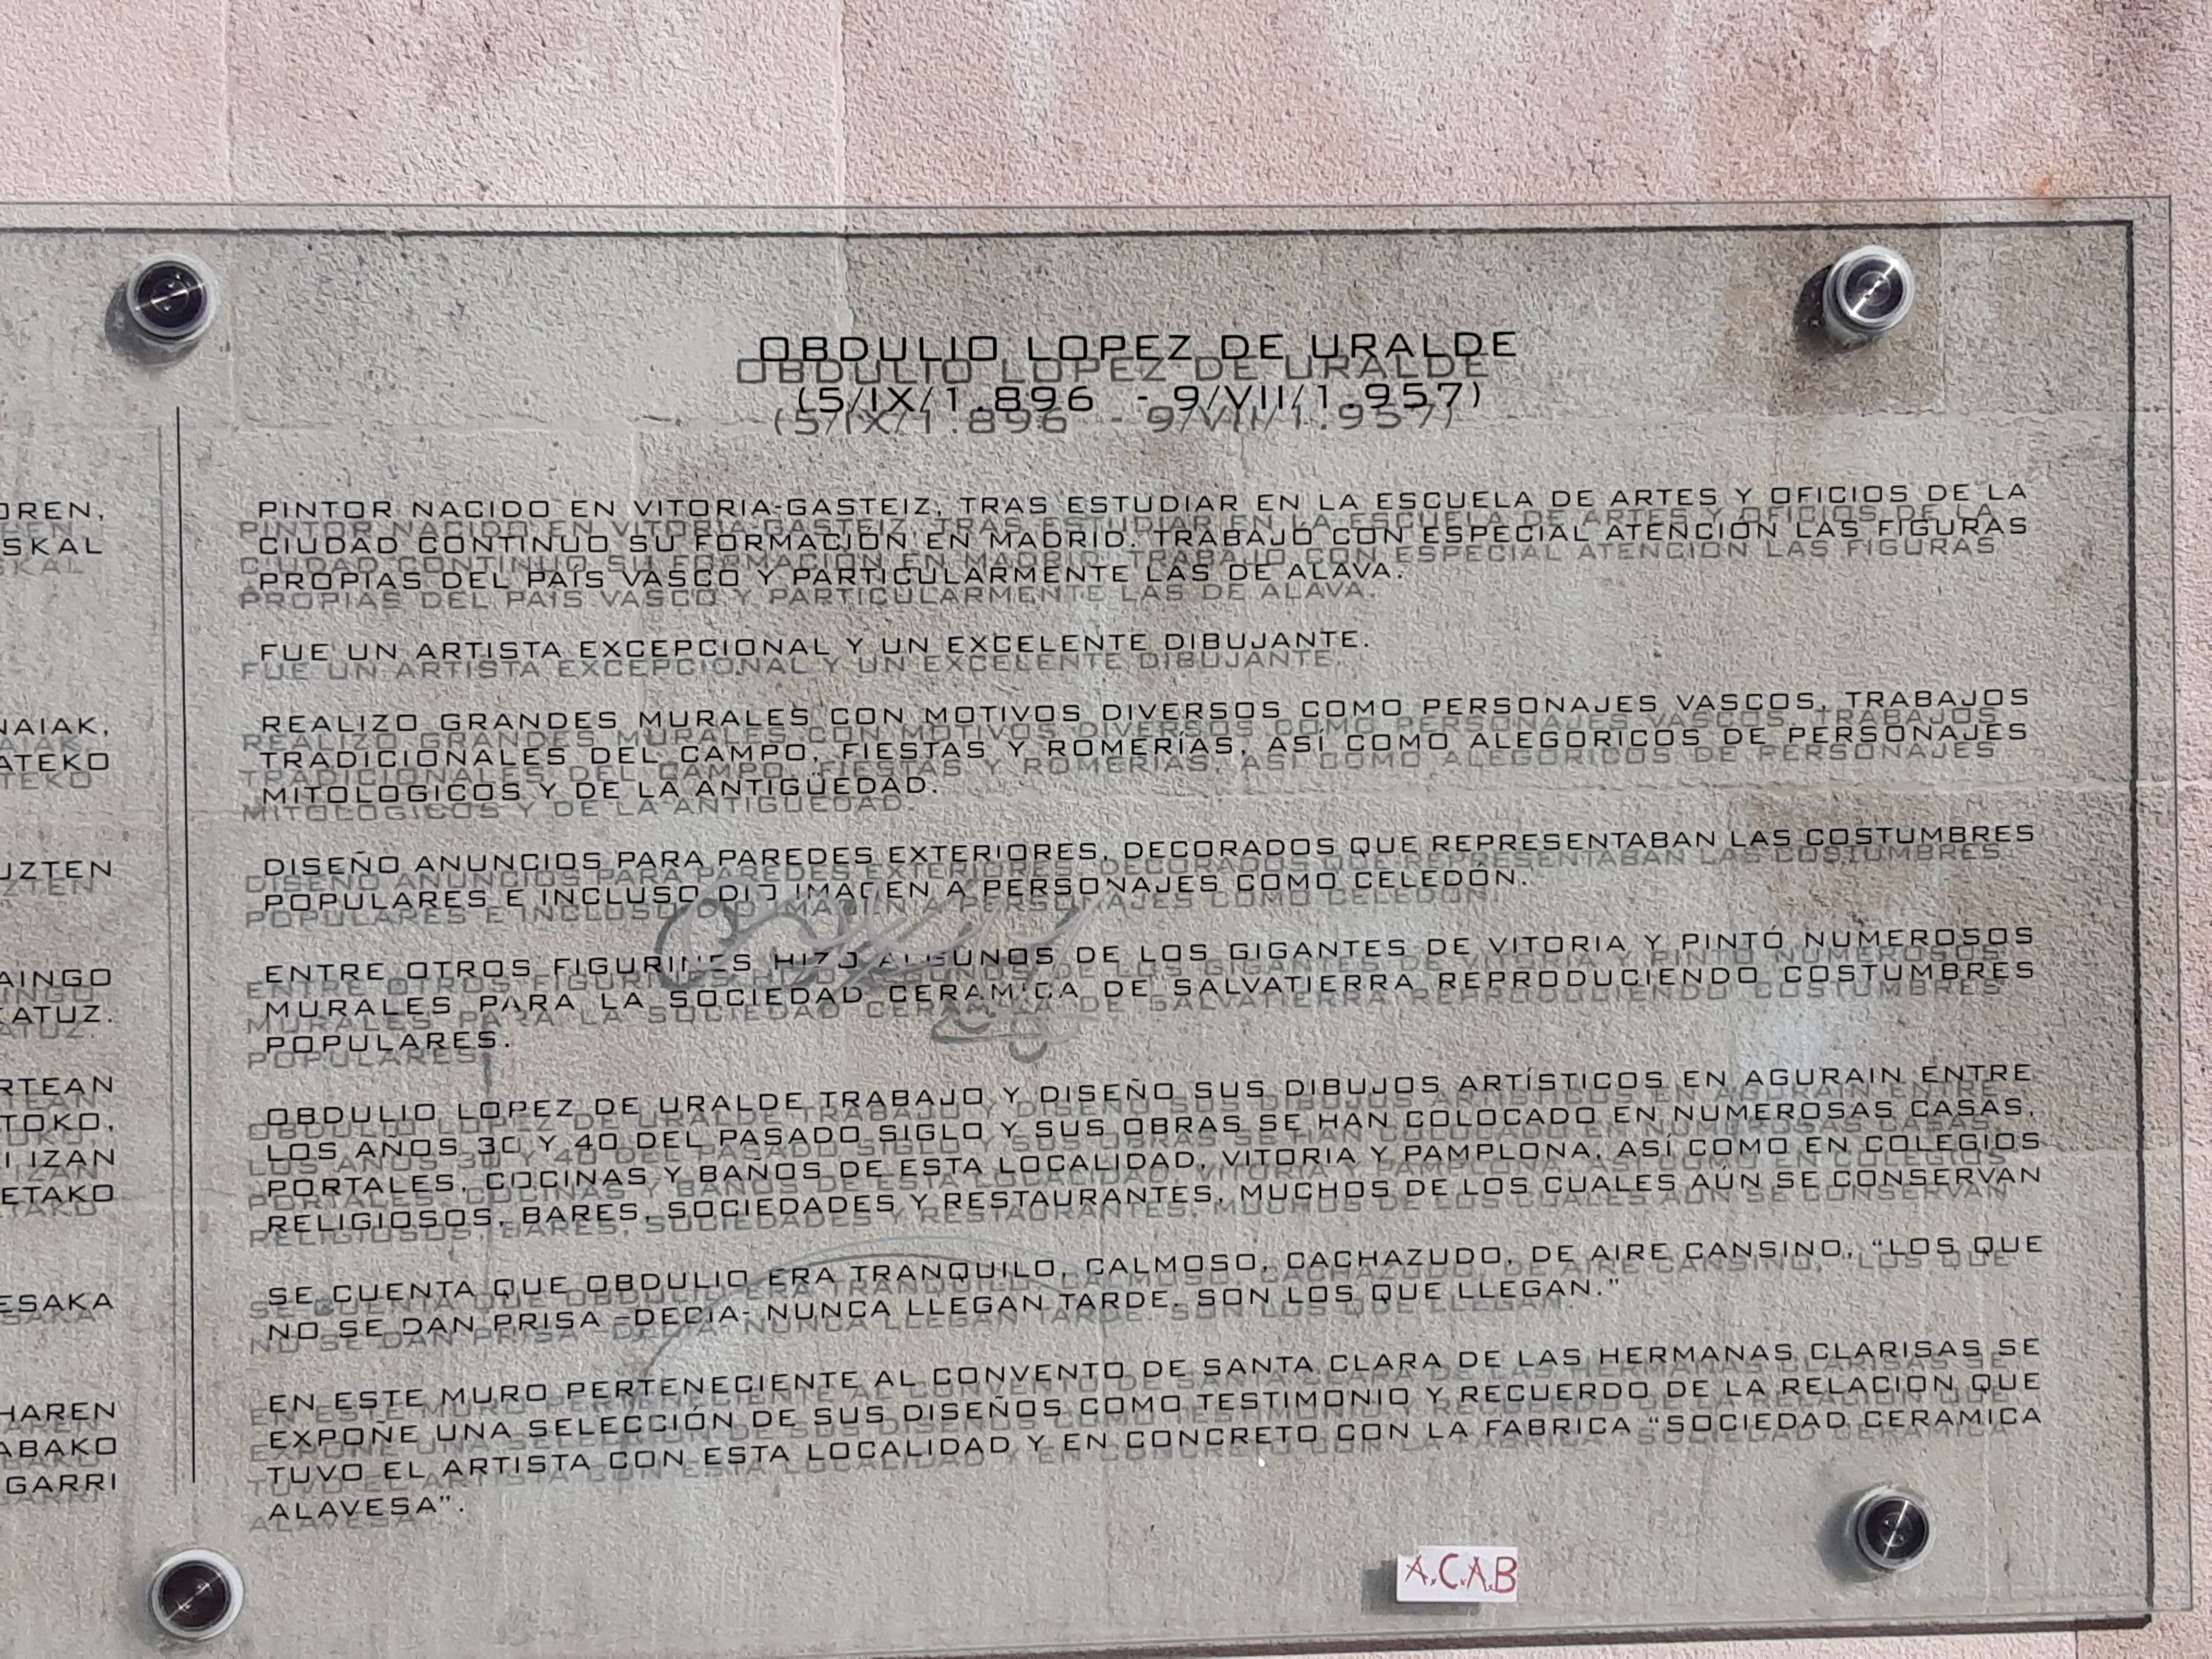 OREN,
SKAL
NAIAK,
ATEKO
UZTEN
AINGO
KATUZ.
RTEAN
TOKO,
I IZAN
ETAKO
ESAKA
HAREN
ABAKO
GARRI
OBDULIO LOPEZ DE URALDE
(5/IX/1.896 - 9/VII/1.957)
PINTOR NACIDO EN VITORIA-GASTEIZ, TRAS ESTUDIAR EN LA ESCUELA DE ARTES Y OFICIOS DE LA
CIUDAD CONTINUO SU FORMACIÓN EN MADRID. TRABAJO CON ESPECIAL ATENCIÓN LAS FIGURAS
PROPIAS DEL PAÍS VASCO Y PARTICULARMENTE LAS DE ALAVA.
FUE UN ARTISTA EXCEPCIONAL Y UN EXCELENTE DIBUJANTE.
REALIZO GRANDES MURALES CON MOTIVOS DIVERSOS COMO PERSONAJES VASCOS, TRABAJOS
TRADICIONALES DEL CAMPO, FIESTAS Y ROMERÍAS, ASÍ COMO ALEGORICOS DE PERSONAJES
MITOLOGICOS Y DE LA ANTIGÜEDAD.
DISEÑO ANUNCIOS PARA PAREDES EXTERIORES, DECORADOS QUE REPRESENTABAN LAS COSTUMBRES
POPULARES E INCLUSO DIO IMAGEN A PERSONAJES COMO CELEDÓN.
ENTRE OTROS FIGURINES HIZO ALGUNOS DE LOS GIGANTES DE VITORIA Y PINTÓ NUMEROSOS
MURALES PARA LA SOCIEDAD CERAMICA DE SALVATIERRA REPRODUCIENDO COSTUMBRES
POPULARES.
OBDULIO LOPEZ DE URALDE TRABAJO Y DISEÑO SUS DIBUJOS ARTÍSTICOS EN AGURAIN ENTRE
LOS AÑOS 30 Y 40 DEL PASADO SIGLO Y SUS OBRAS SE HAN COLOCADO EN NUMEROSAS CASAS,
PORTALES, COCINAS Y BAÑOS DE ESTA LOCALIDAD, VITORIA Y PAMPLONA, ASÍ COMO EN COLEGIOS
RELIGIOSOS, BARES, SOCIEDADES Y RESTAURANTES, MUCHOS DE LOS CUALES AÚN SE CONSERVAN
SE CUENTA QUE OBDULIO ERA TRANQUILO, CALMOSO, CACHAZUDO, DE AIRE CANSINO, “LOS QUE
NO SE DAN PRISA –DECIA- NUNCA LLEGAN TARDE. SON LOS QUE LLEGAN.”
EN ESTE MURO PERTENECIENTE AL CONVENTO DE SANTA CLARA DE LAS HERMANAS CLARISAS SE
EXPOÑE UNA SELECCIÓN DE SUS DISEÑOS COMO TESTIMONIO Y RECUERDO DE LA RELACION QUE
TUVO EL ARTISTA CON ESTA LOCALIDAD Y EN CONCRETO CON LA FABRICA “SOCIEDAD CERAMICA
ALAVESA”.
A.C.A.B